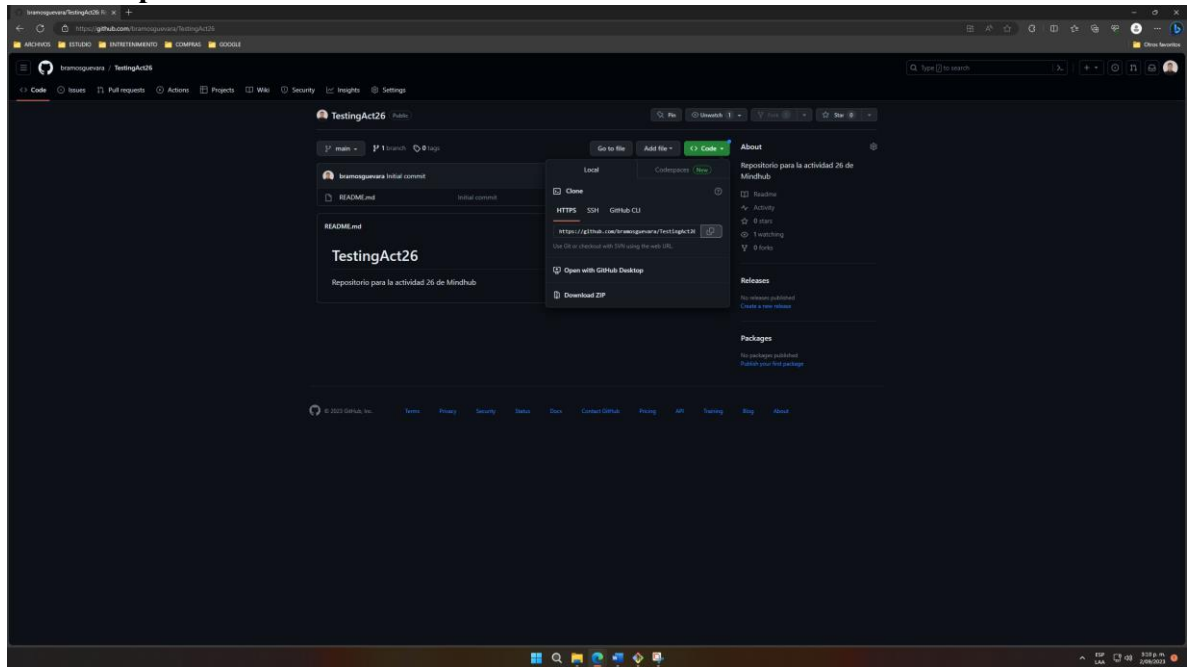 bramosguevara/TestingAct26: Re
https://github.com/bramosguevara/TestingAct26
ARCHIVOS ESTUDIO ENTRETENIMIENTO COMPRAS GOOGLE Otros favoritos
bramosguevara / TestingAct26 Type / to search
Code Issues Pull requests Actions Projects Wiki Security Insights Settings
TestingAct26 Public Pin Unwatch 1 Fork 0 Star 0
main 1 branch 0 tags Go to file Add file Code About
Repositorio para la actividad 26 de
Mindhub
Local Codespaces New
bramosguevara Initial commit
Clone
README.md Initial commit
Readme
Activity
HTTPS SSH GitHub CLI
0 stars
README.md
https://github.com/bramosguevara/TestingAct26
1 watching
Use Git or checkout with SVN using the web URL.
0 forks
TestingAct26
Open with GitHub Desktop
Repositorio para la actividad 26 de Mindhub
Releases
Download ZIP
No releases published
Create a new release
Packages
No packages published
Publish your first package
© 2023 GitHub, Inc. Terms Privacy Security Status Docs Contact GitHub Pricing API Training Blog About
ESP
LAA
3:10 p. m.
2/09/2023